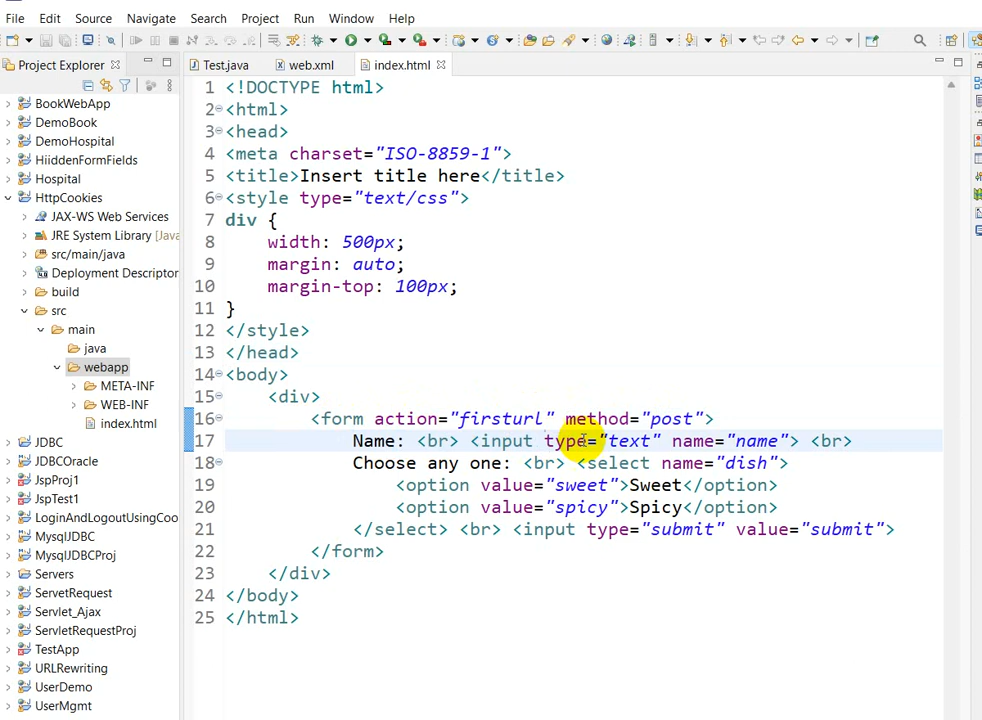 File Edit Source Navigate Search Project Run Window Help
Project Explorer
Test.java web.xml index.html
BookWebApp
DemoBook
DemoHospital
HiiddenFormFields
Hospital
HttpCookies
JAX-WS Web Services
JRE System Library [Java
src/main/java
Deployment Descriptor
build
src
main
java
webapp
META-INF
WEB-INF
index.html
JDBC
JDBCOracle
JspProj1
JspTest1
LoginAndLogoutUsingCoo
MysqlJDBC
MysqlJDBCProj
Servers
ServetRequest
Servlet_Ajax
ServletRequestProj
TestApp
URLRewriting
UserDemo
UserMgmt
1 <!DOCTYPE html>
2 <html>
3 <head>
4 <meta charset="ISO-8859-1">
5 <title>Insert title here</title>
6 <style type="text/css">
7 div {
8 width: 500px;
9 margin: auto;
10 margin-top: 100px;
11 }
12 </style>
13 </head>
14 <body>
15 <div>
16 <form action="firsturl" method="post">
17 Name: <br> <input type="text" name="name"> <br>
18 Choose any one: <br> <select name="dish">
19 <option value="sweet">Sweet</option>
20 <option value="spicy">Spicy</option>
21 </select> <br> <input type="submit" value="submit">
22 </form>
23 </div>
24 </body>
25 </html>